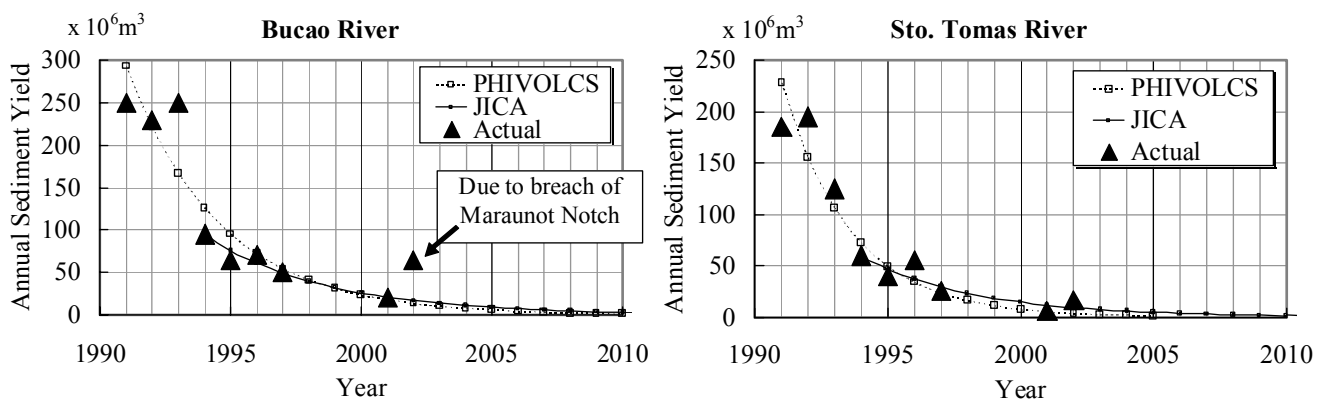 x 10⁶m³
Bucao River
Annual Sediment Yield
300
250
200
150
100
50
0
PHIVOLCS
JICA
Actual
Due to breach of
Maraunot Notch
1990
1995
2000
2005
2010
Year
x 10⁶m³
Sto. Tomas River
Annual Sediment Yield
250
200
150
100
50
0
PHIVOLCS
JICA
Actual
1990
1995
2000
2005
2010
Year